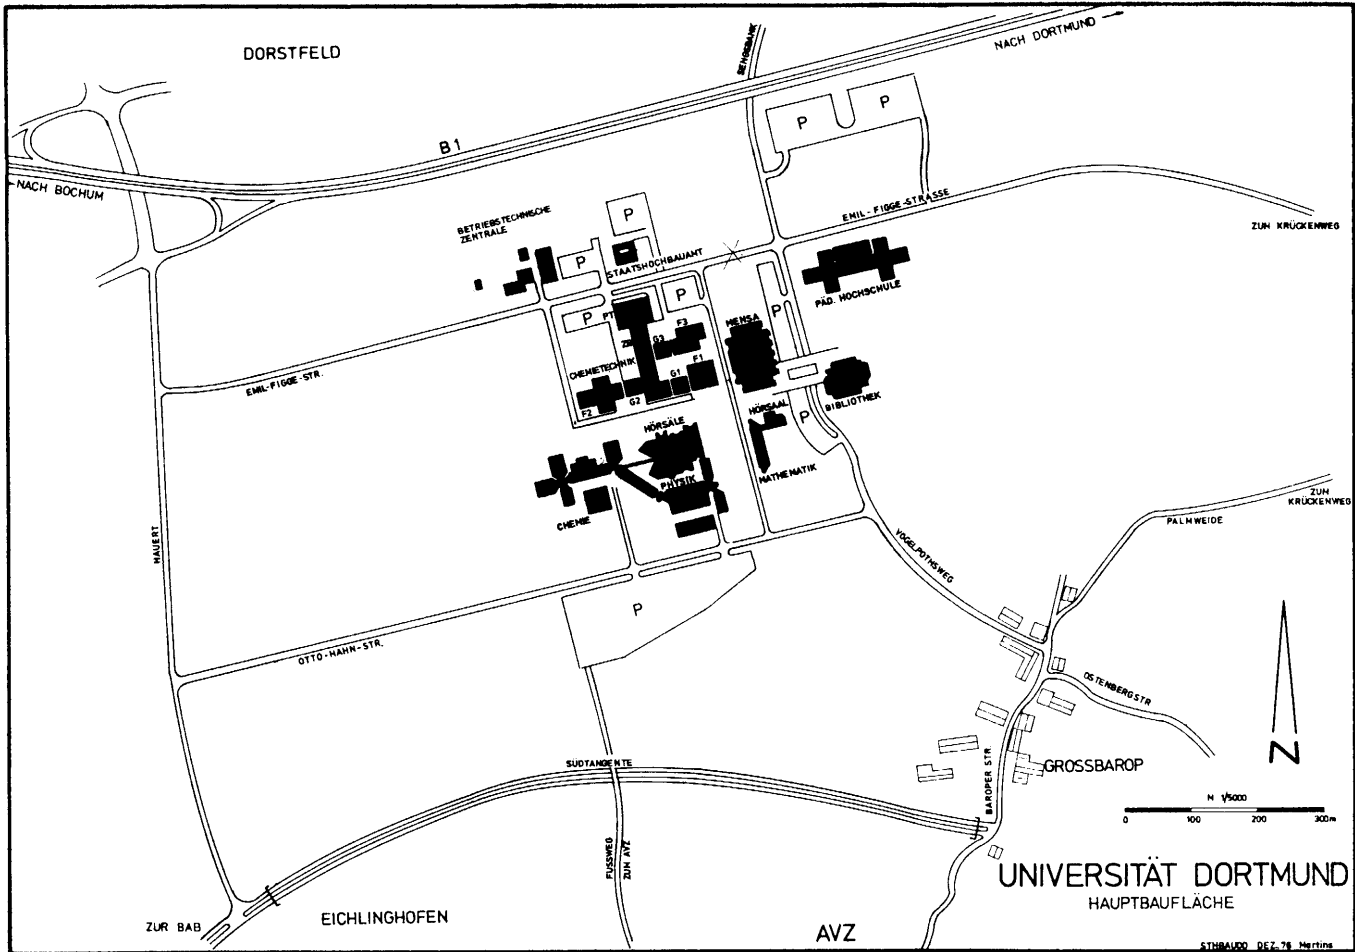 DORSTFELD
SENGSBANK
NACH DORTMUND
B1
P
P
NACH BOCHUM
BETRIEBSTECHNISCHE
ZENTRALE
P
EMIL-FIGGE-STRASSE
ZUM KRÜCKENWEG
P
STAATSHOCHBAUAMT
P
PÄD. HOCHSCHULE
P
PT
P
MENSA
F3
G3
CHEMIETECHNIK
F1
G1
EMIL-FIGGE-STR.
F2
G2
BIBLIOTHEK
HÖRSAAL
P
HÖRSÄLE
MATHEMATIK
PHYSIK
CHEMIE
ZUM
KRÜCKENWEG
PALMWEIDE
HAUERT
VOGELPOTHSWEG
P
OTTO-HAHN-STR.
OSTENBERGSTR
N
SÜDTANGENTE
BAROPER STR.
GROSSBAROP
M 1/5000
0 100 200 300m
FUSSWEG
ZUM AVZ
UNIVERSITÄT DORTMUND
HAUPTBAUFLÄCHE
EICHLINGHOFEN
ZUR BAB
AVZ
STHBAUDO DEZ. 76 Martins